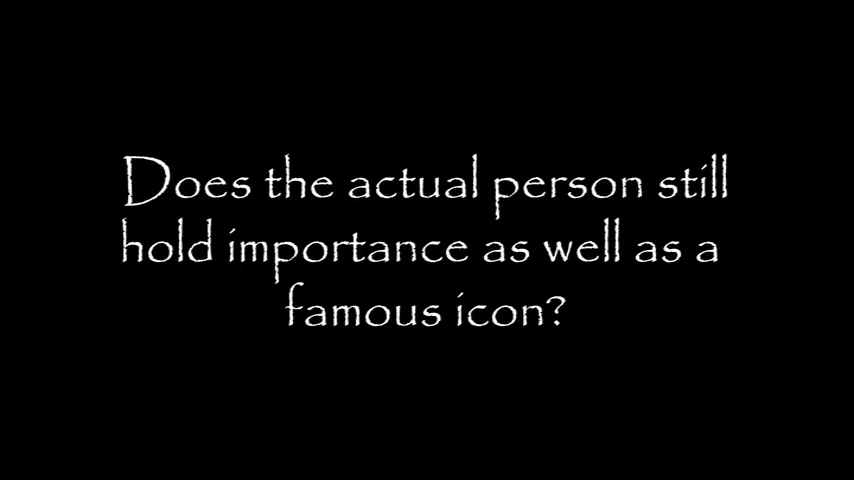 Does the actual person still
hold importance as well as a
famous icon?